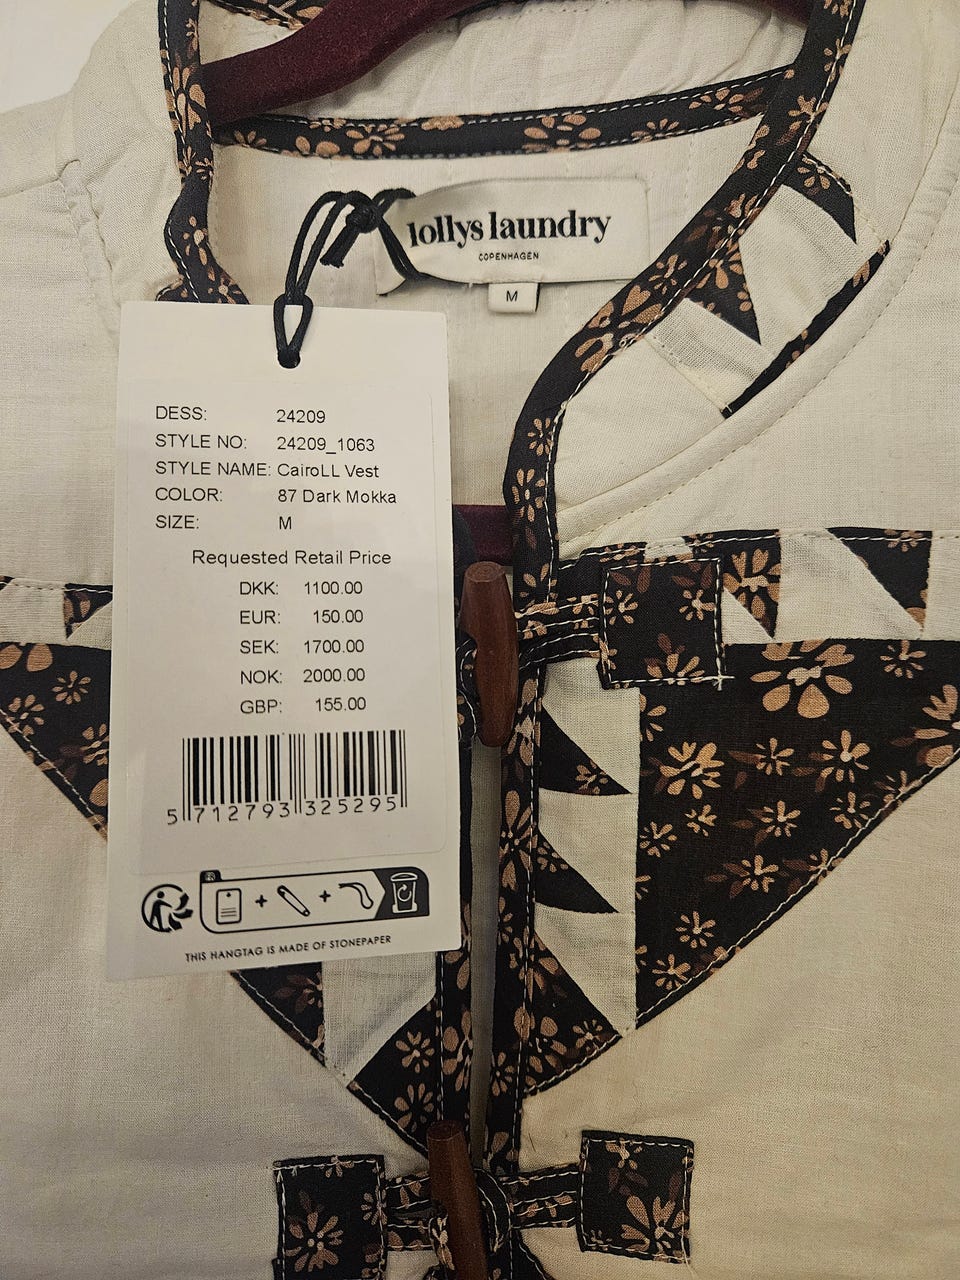 lollys laundry
COPENHAGEN
M
DESS: 24209
STYLE NO: 24209_1063
STYLE NAME: CairoLL Vest
COLOR: 87 Dark Mokka
SIZE: M
Requested Retail Price
DKK: 1100.00
EUR: 150.00
SEK: 1700.00
NOK: 2000.00
GBP: 155.00
5 712793 325295
FR
THIS HANGTAG IS MADE OF STONEPAPER